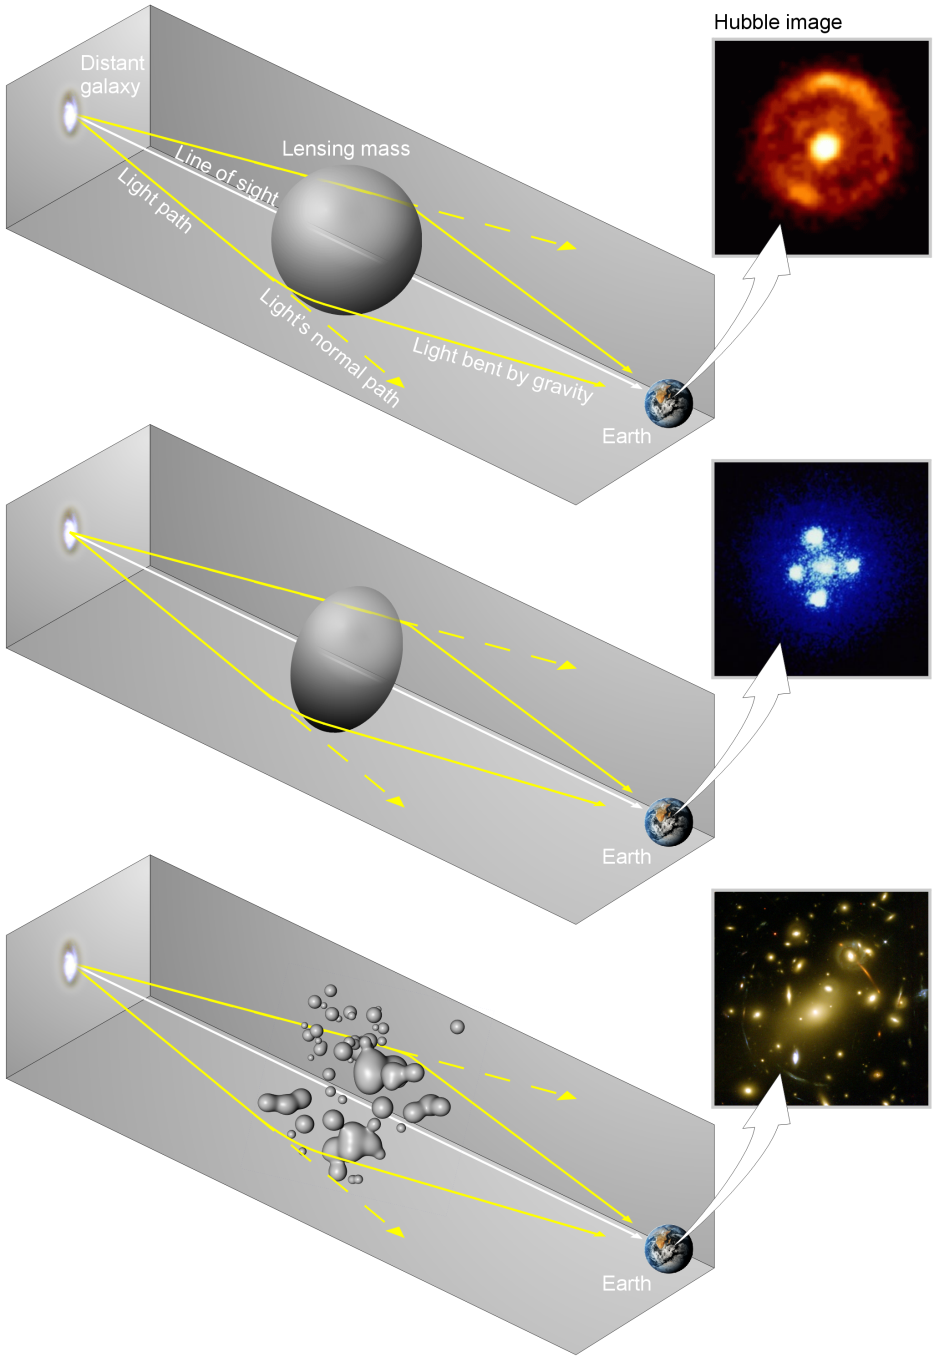 Hubble image
Distant
galaxy
Lensing mass
Line of sight
Light path
Light's normal path
Light bent by gravity
Earth
Earth
Earth